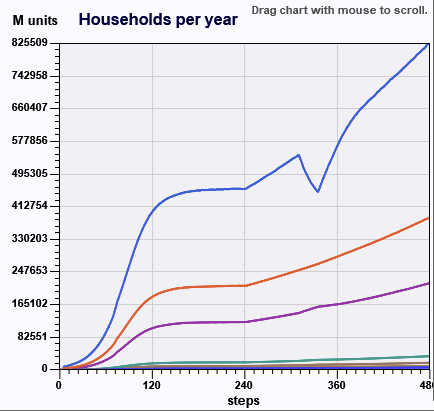 Drag chart with mouse to scroll.
M units Households per year
825509
742958
660407
577856
495305
412754
330203
247653
165102
82551
0
0 120 240 360 480
steps